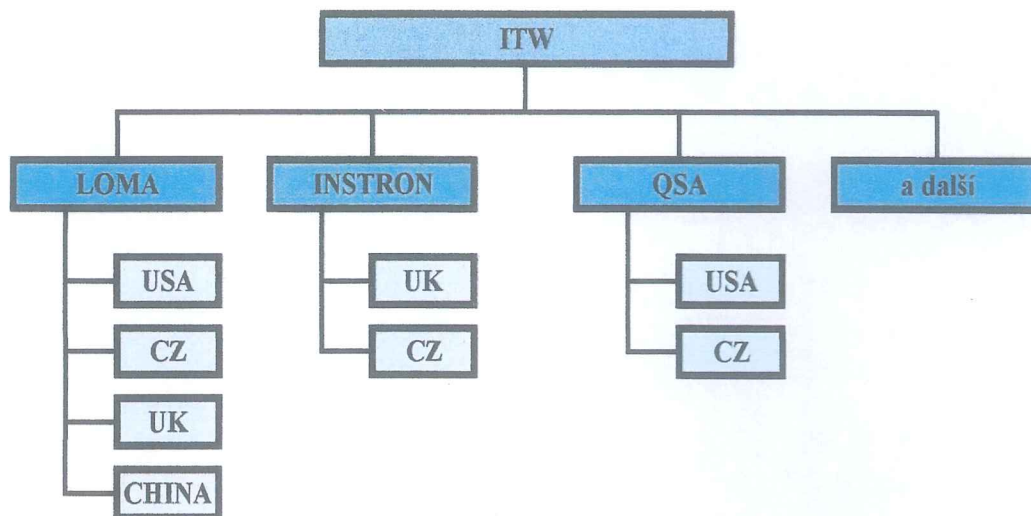 ITW
LOMA
INSTRON
QSA
a další
USA
CZ
UK
CHINA
UK
CZ
USA
CZ